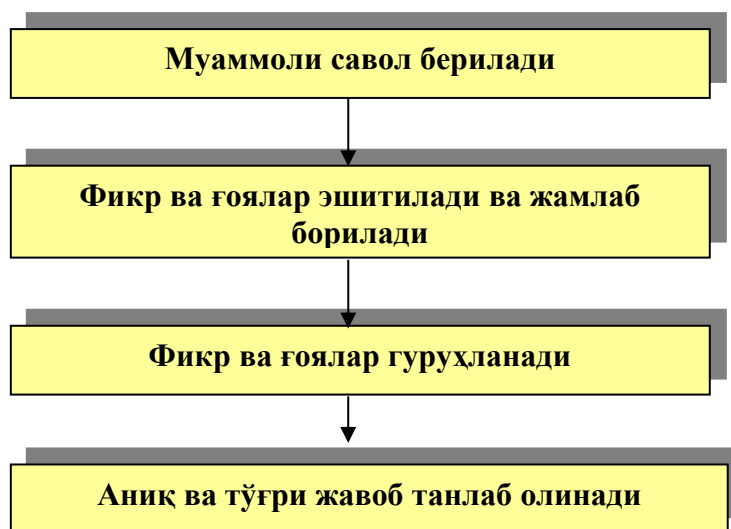 Муаммоли савол берилади
Фикр ва ғоялар эшитилади ва жамлаб
борилади
Фикр ва ғоялар гуруҳланади
Аниқ ва тўғри жавоб танлаб олинади